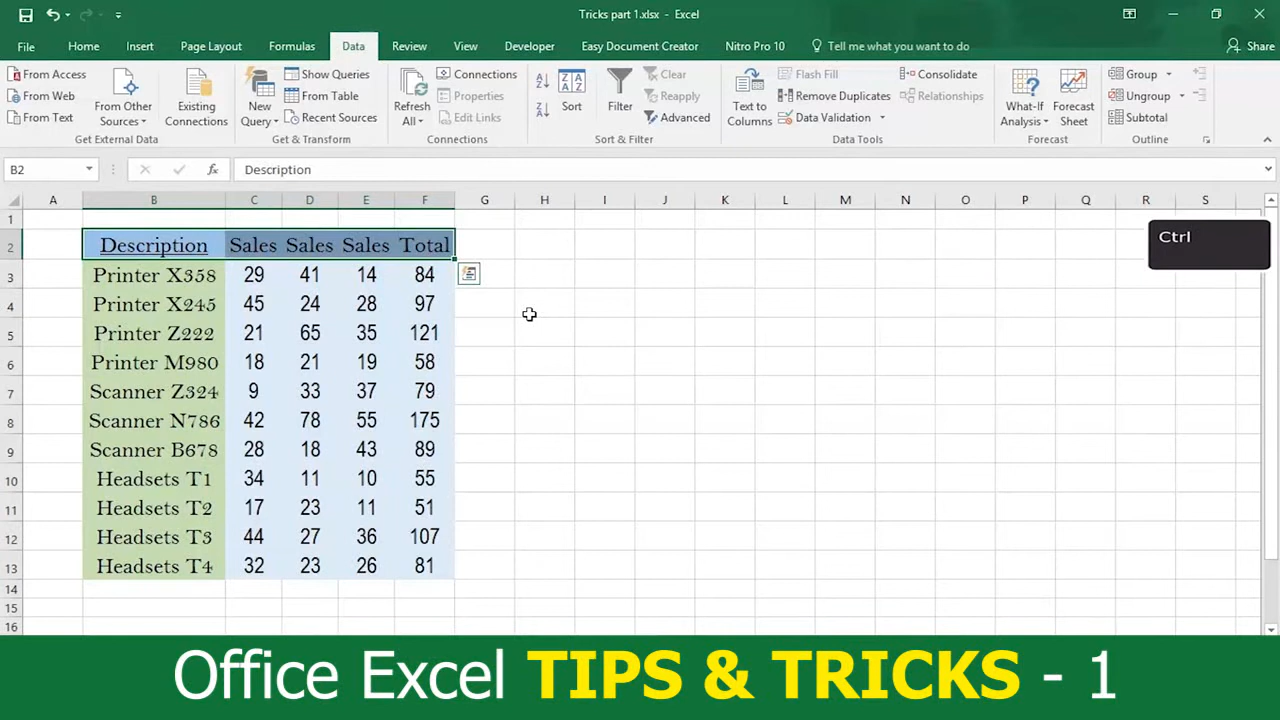 Tricks part 1.xlsx - Excel
File Home Insert Page Layout Formulas Data Review View Developer Easy Document Creator Nitro Pro 10 Tell me what you want to do Share
From Access
From Web
From Text
From Other Sources
Existing Connections
Get External Data
New Query
Show Queries
From Table
Recent Sources
Get & Transform
Refresh All
Connections
Properties
Edit Links
Connections
Sort
Filter
Clear
Reapply
Advanced
Sort & Filter
Text to Columns
Flash Fill
Remove Duplicates
Data Validation
Consolidate
Relationships
Data Tools
What-If Analysis
Forecast Sheet
Forecast
Group
Ungroup
Subtotal
Outline
B2 fx Description
A B C D E F G H I J K L M N O P Q R S
1
2 Description Sales Sales Sales Total
3 Printer X358 29 41 14 84
4 Printer X245 45 24 28 97
5 Printer Z222 21 65 35 121
6 Printer M980 18 21 19 58
7 Scanner Z324 9 33 37 79
8 Scanner N786 42 78 55 175
9 Scanner B678 28 18 43 89
10 Headsets T1 34 11 10 55
11 Headsets T2 17 23 11 51
12 Headsets T3 44 27 36 107
13 Headsets T4 32 23 26 81
14
15
16
Ctrl
Office Excel TIPS & TRICKS - 1